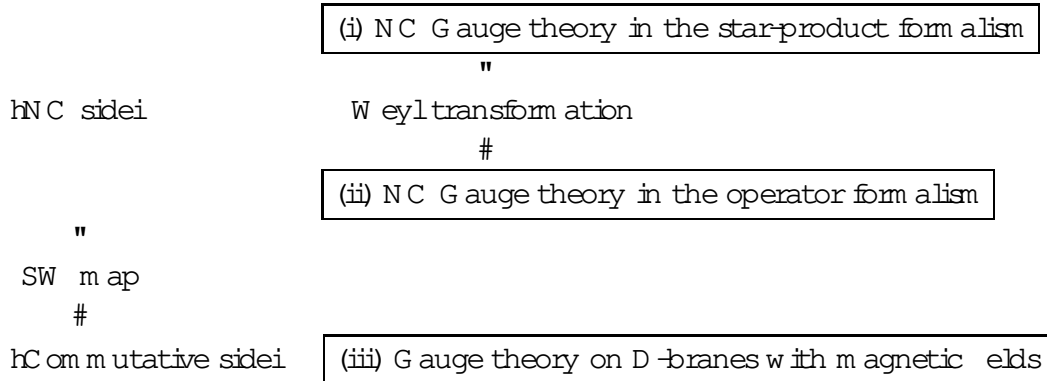 (i) NC Gauge theory in the star-product formalism
"
hNC sidei Weyl transformation
#
(ii) NC Gauge theory in the operator formalism
"
SW map
#
hCommutative sidei (iii) Gauge theory on D-branes with magnetic elds